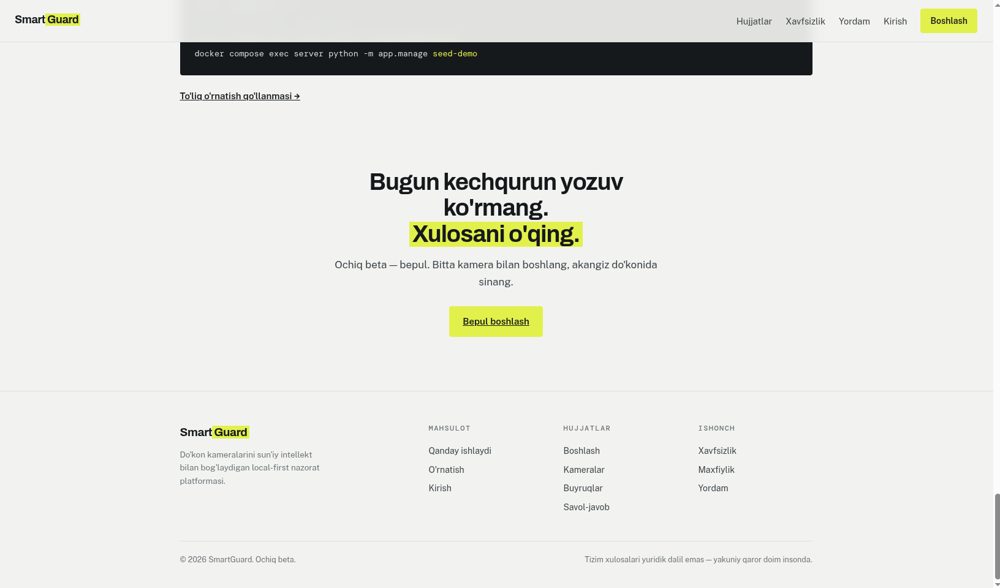 SmartGuard
Hujjatlar
Xavfsizlik
Yordam
Kirish
Boshlash
docker compose exec server python -m app.manage seed-demo
To'liq o'rnatish qo'llanmasi →
Bugun kechqurun yozuv
ko'rmang.
Xulosani o'qing.
Ochiq beta — bepul. Bitta kamera bilan boshlang, akangiz do'konida
sinang.
Bepul boshlash
SmartGuard
Do'kon kameralarini sun'iy intellekt
bilan bog'laydigan local-first nazorat
platformasi.
MAHSULOT
Qanday ishlaydi
O'rnatish
Kirish
HUJJATLAR
Boshlash
Kameralar
Buyruqlar
Savol-javob
ISHONCH
Xavfsizlik
Maxfiylik
Yordam
© 2026 SmartGuard. Ochiq beta.
Tizim xulosalari yuridik dalil emas — yakuniy qaror doim insonda.